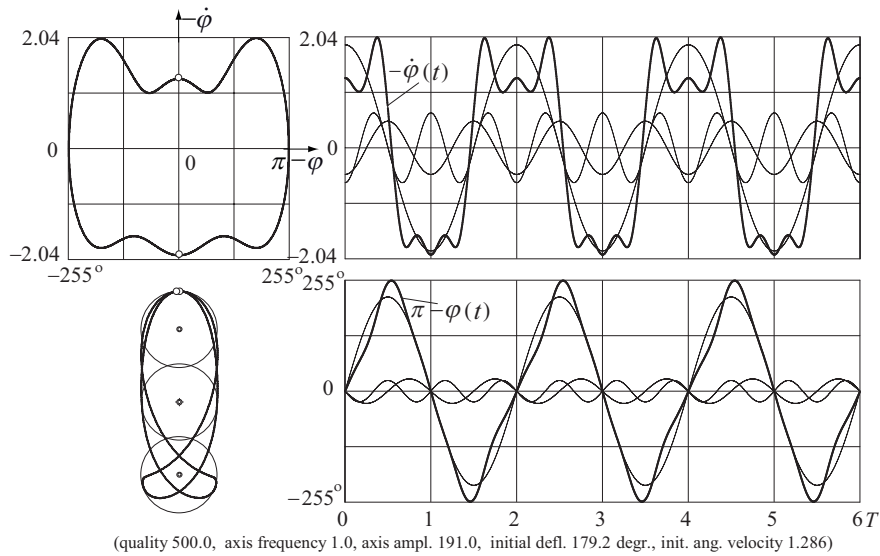 −φ̇
2.04
0
0
π −φ
−2.04
−255°
255°
2.04
−φ̇ (t)
0
−2.04
255°
π −φ(t)
0
−255°
0 1 2 3 4 5 6 T
(quality 500.0, axis frequency 1.0, axis ampl. 191.0, initial defl. 179.2 degr., init. ang. velocity 1.286)